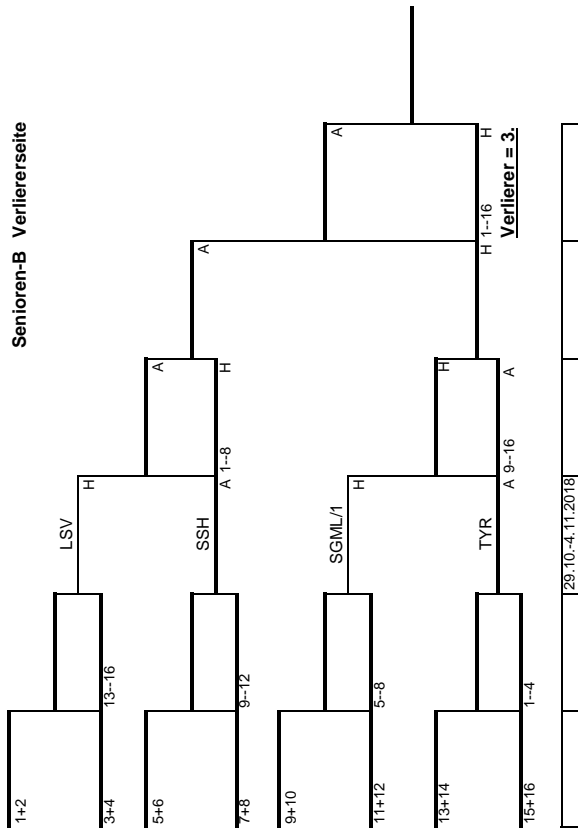 Senioren-B Verliererseite
1+2
LSV
H
3+4
13--16
5+6
A
SSH
A
A 1--8
H
7+8
9--12
9+10
SGML/1
A
H
11+12
5--8
13+14
H
TYR
H 1--16
H
A 9--16
A
Verlierer = 3.
15+16
1--4
29.10.-4.11.2018